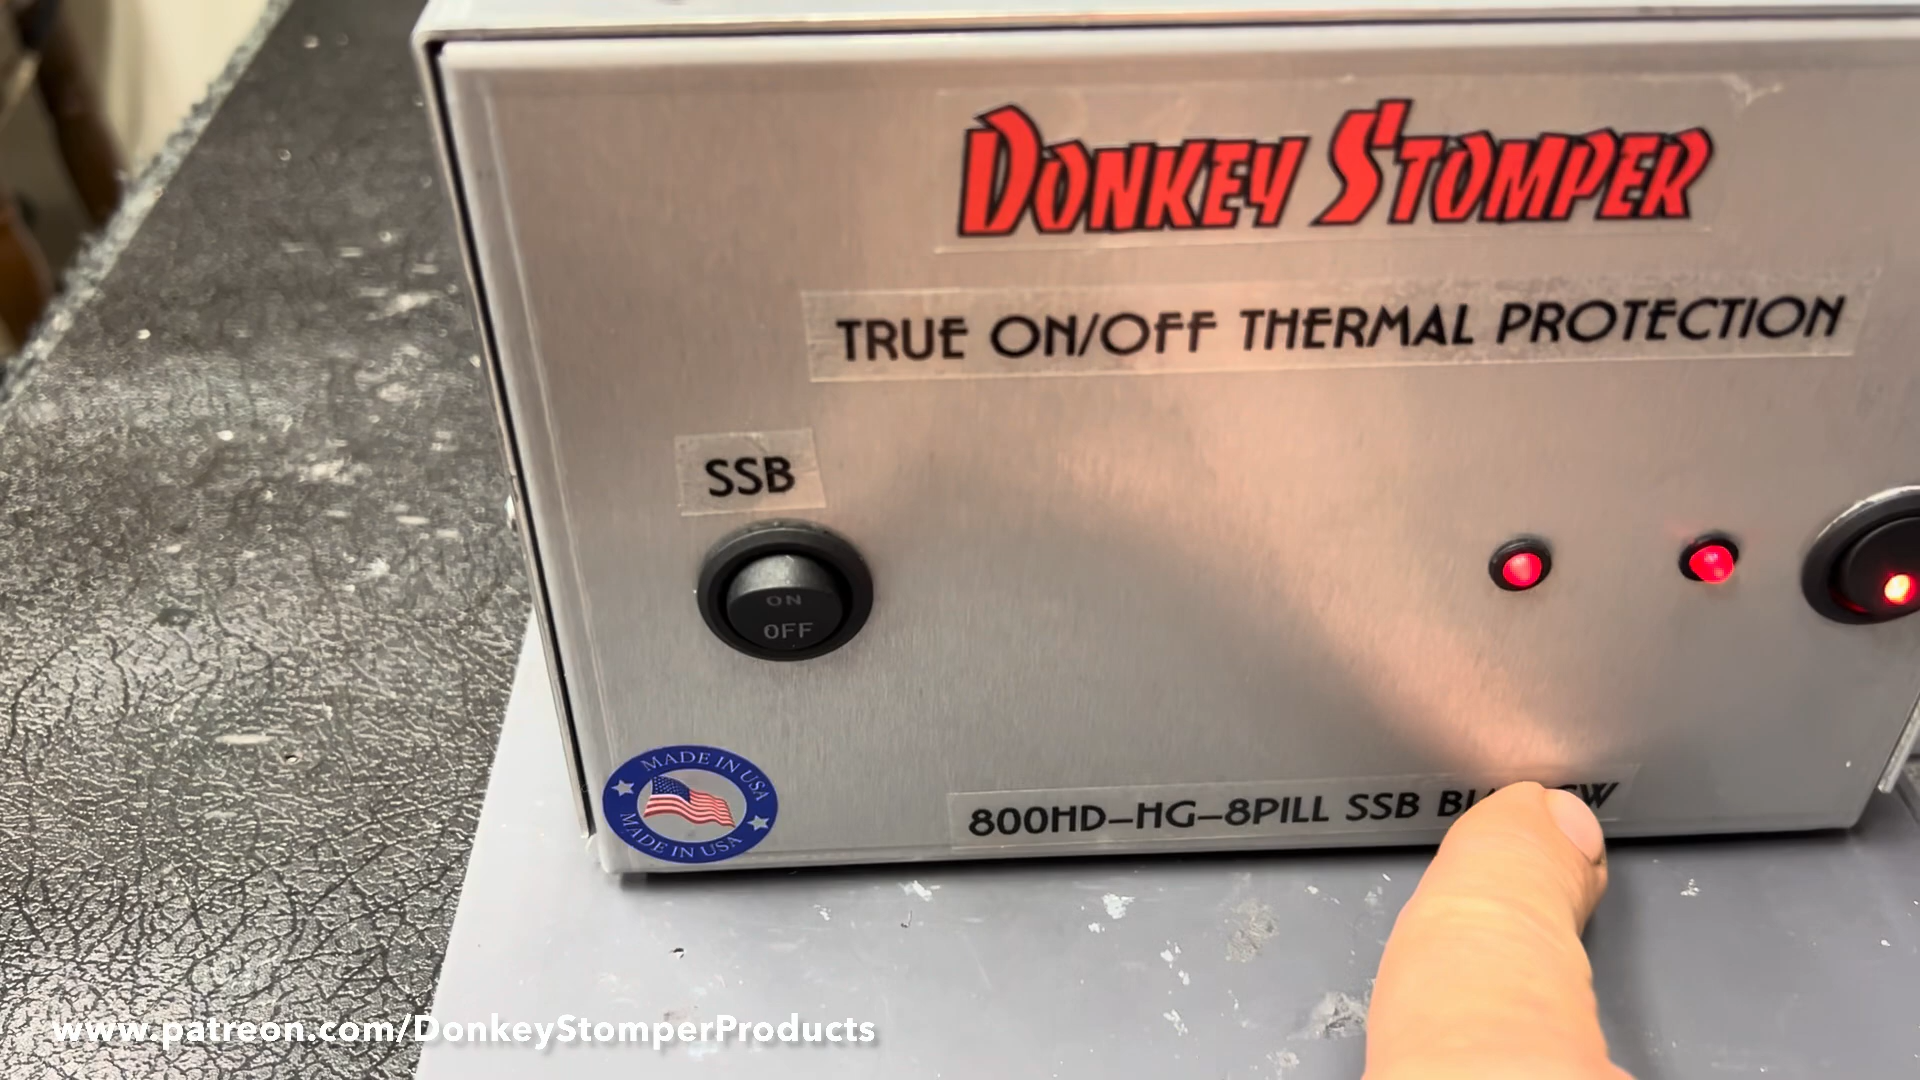 DONKEY STOMPER
TRUE ON/OFF THERMAL PROTECTION
SSB
ON
OFF
MADE IN USA
MADE IN USA
800HD-HG-8PILL SSB
www.patreon.com/DonkeyStomperProducts